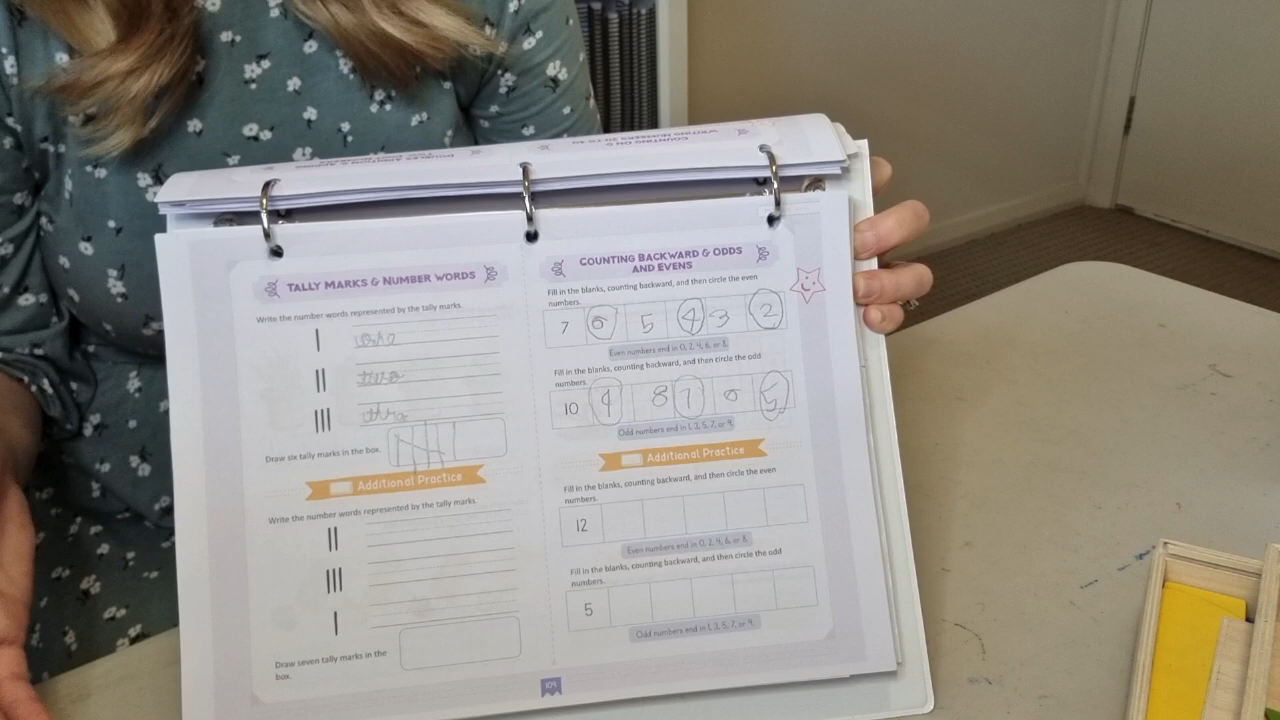 TALLY MARKS & NUMBER WORDS
Write the number words represented by the tally marks.
two
Draw six tally marks in the box.
Additional Practice
Write the number words represented by the tally marks.
Draw seven tally marks in the
box.
COUNTING BACKWARD & ODDS
AND EVENS
Fill in the blanks, counting backward, and then circle the even
numbers.
7 6 5 4 3 2
Even numbers end in 0, 2, 4, 6, or 8.
Fill in the blanks, counting backward, and then circle the odd
numbers.
10 9 8 7 6 5
Odd numbers end in 1, 3, 5, 7, or 9.
Additional Practice
Fill in the blanks, counting backward, and then circle the even
numbers.
12
Even numbers end in 0, 2, 4, 6, or 8.
Fill in the blanks, counting backward, and then circle the odd
numbers.
5
Odd numbers end in 1, 3, 5, 7, or 9.
109